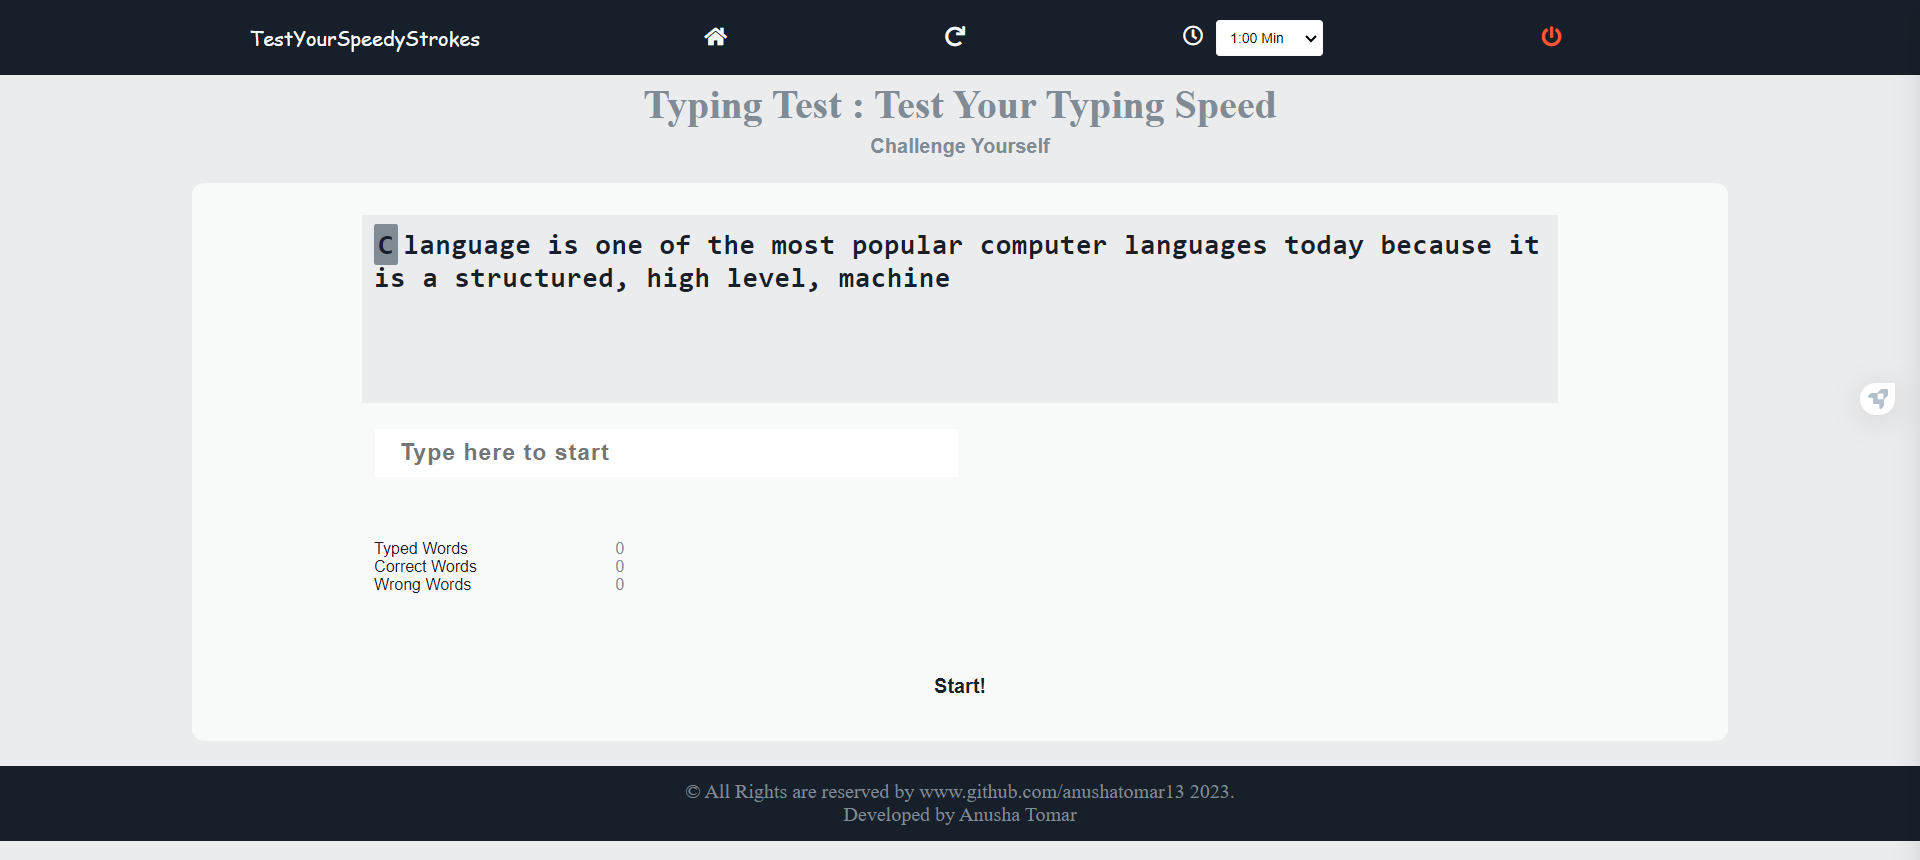 TestYourSpeedyStrokes
1:00 Min
Typing Test : Test Your Typing Speed
Challenge Yourself
C language is one of the most popular computer languages today because it
is a structured, high level, machine
Type here to start
Typed Words 0
Correct Words 0
Wrong Words 0
Start!
© All Rights are reserved by www.github.com/anushatomar13 2023.
Developed by Anusha Tomar